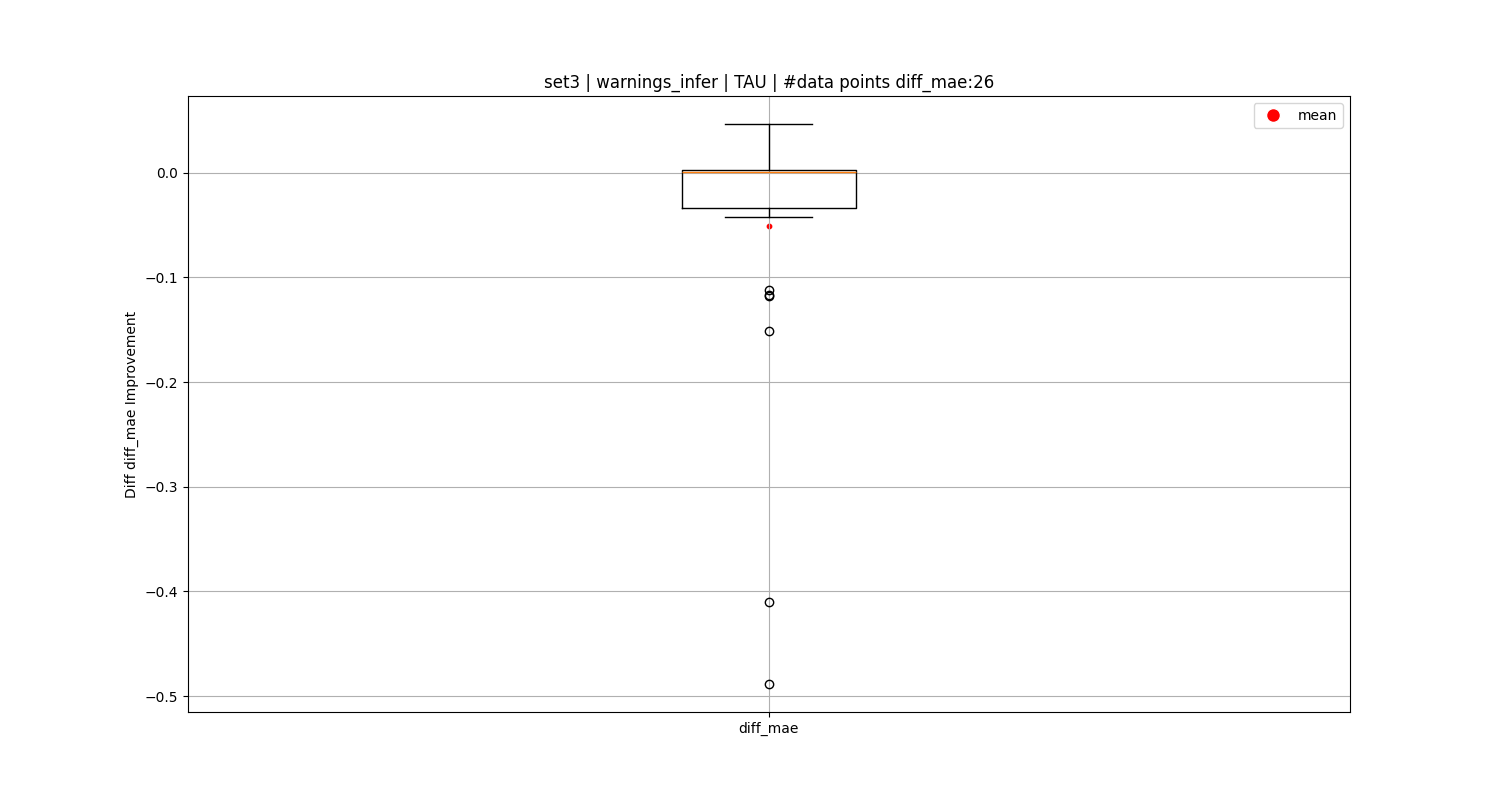 set3 | warnings_infer | TAU | #data points diff_mae:26
mean
0.0
−0.1
−0.2
−0.3
−0.4
−0.5
Diff diff_mae Improvement
diff_mae